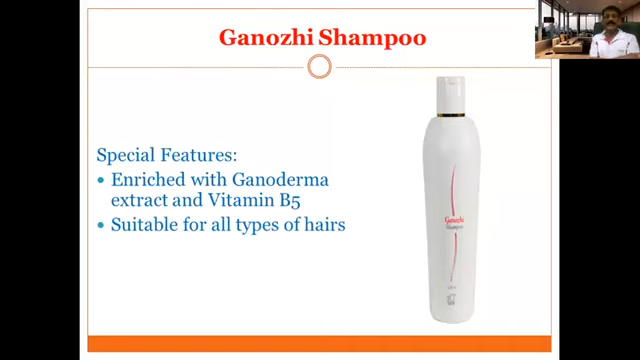 Ganozhi Shampoo
Special Features:
Enriched with Ganoderma
extract and Vitamin B5
Suitable for all types of hairs
Ganozhi
Shampoo